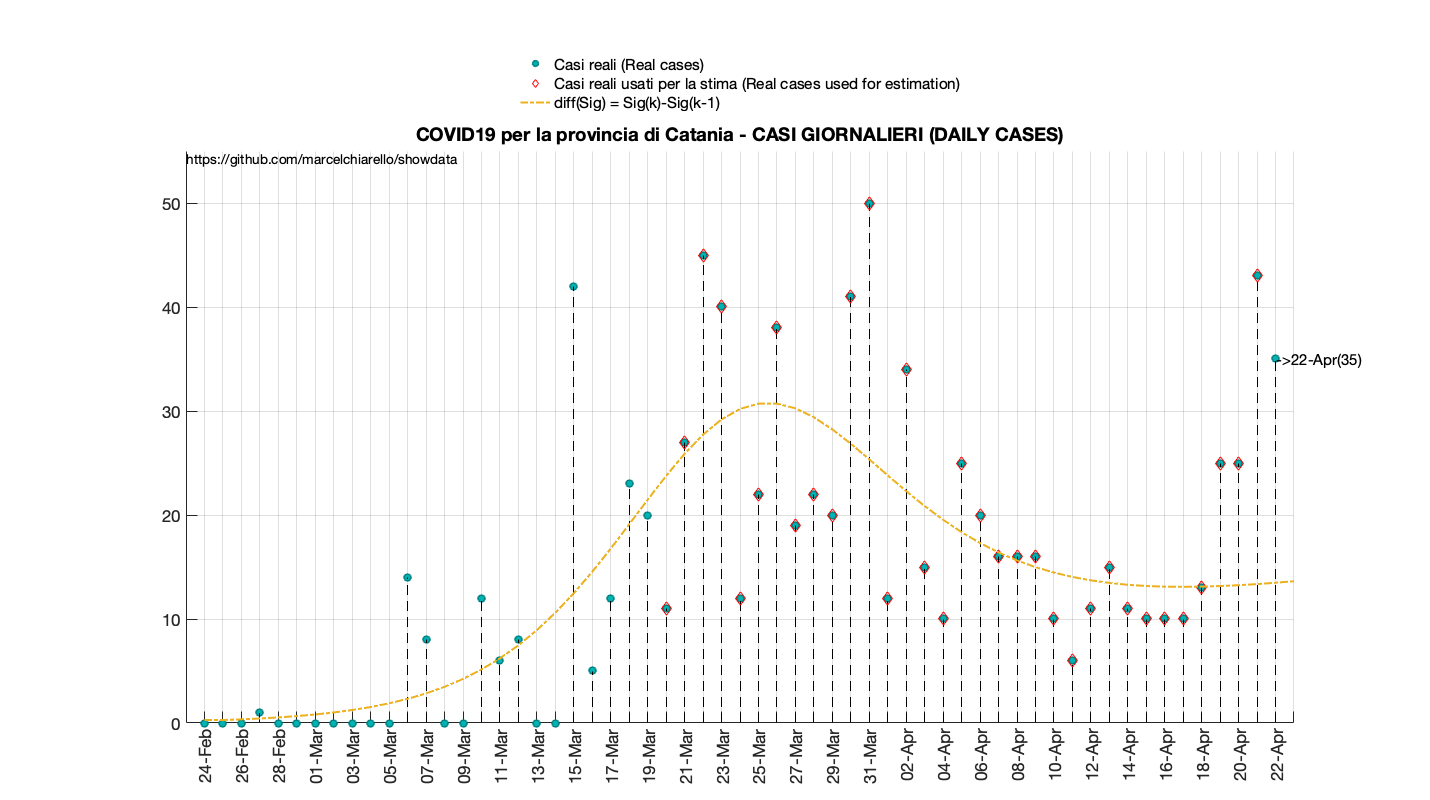 Casi reali (Real cases)
Casi reali usati per la stima (Real cases used for estimation)
diff(Sig) = Sig(k)-Sig(k-1)
COVID19 per la provincia di Catania - CASI GIORNALIERI (DAILY CASES)
https://github.com/marcelchiarello/showdata
50
40
30
20
10
0
->22-Apr(35)
24-Feb
26-Feb
28-Feb
01-Mar
03-Mar
05-Mar
07-Mar
09-Mar
11-Mar
13-Mar
15-Mar
17-Mar
19-Mar
21-Mar
23-Mar
25-Mar
27-Mar
29-Mar
31-Mar
02-Apr
04-Apr
06-Apr
08-Apr
10-Apr
12-Apr
14-Apr
16-Apr
18-Apr
20-Apr
22-Apr